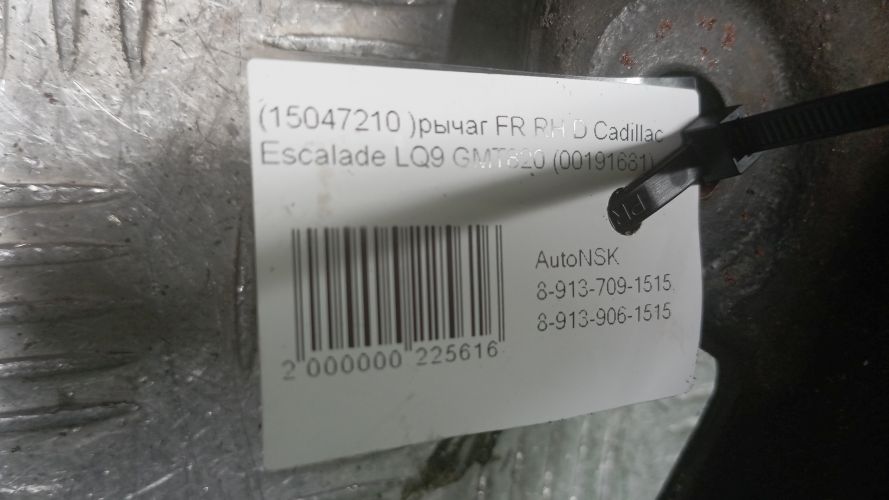 (15047210 )рычаг FR RH D Cadillac
Escalade LQ9 GMT820 (00191681)
AutoNSK
8-913-709-1515
8-913-906-1515
2 000000 225616